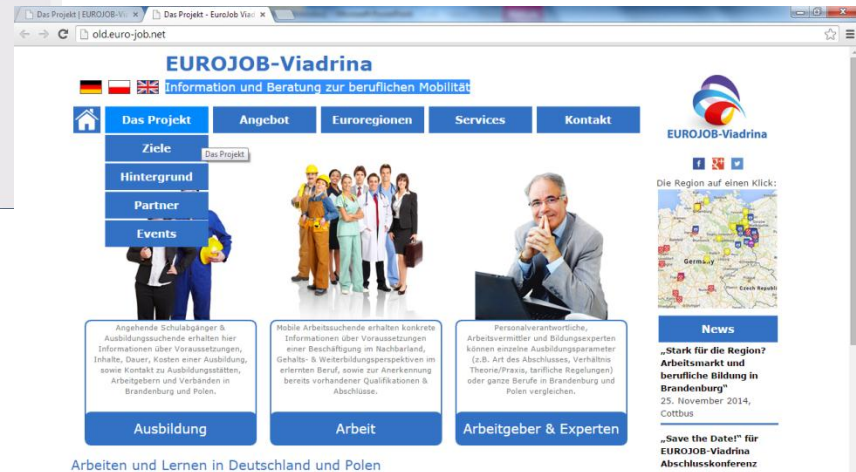 Das Projekt | EUROJOB-Vi
Das Projekt - EuroJob Viad
old.euro-job.net
EUROJOB-Viadrina
Information und Beratung zur beruflichen Mobilität
Das Projekt
Angebot
Euroregionen
Services
Kontakt
Ziele
Das Projekt
Hintergrund
Partner
Events
EUROJOB-Viadrina
Die Region auf einen Klick:
Germany
Czech Republi
Angehende Schulabgänger &
Ausbildungssuchende erhalten hier
Informationen über Voraussetzungen,
Inhalte, Dauer, Kosten einer Ausbildung,
sowie Kontakt zu Ausbildungsstätten,
Arbeitgebern und Verbänden in
Brandenburg und Polen.
Ausbildung
Mobile Arbeitssuchende erhalten konkrete
Informationen über Voraussetzungen
einer Beschäftigung im Nachbarland,
Gehalts- & Weiterbildungsperspektiven im
erlernten Beruf, sowie zur Anerkennung
bereits vorhandener Qualifikationen &
Abschlüsse.
Arbeit
Personalverantwortliche,
Arbeitsvermittler und Bildungsexperten
können einzelne Ausbildungsparameter
(z.B. Art des Abschlusses, Verhältnis
Theorie/Praxis, tarifliche Regelungen)
oder ganze Berufe in Brandenburg und
Polen vergleichen.
Arbeitgeber & Experten
News
„Stark für die Region?
Arbeitsmarkt und
berufliche Bildung in
Brandenburg"
25. November 2014,
Cottbus
„Save the Date!" für
EUROJOB-Viadrina
Abschlusskonferenz
Arbeiten und Lernen in Deutschland und Polen